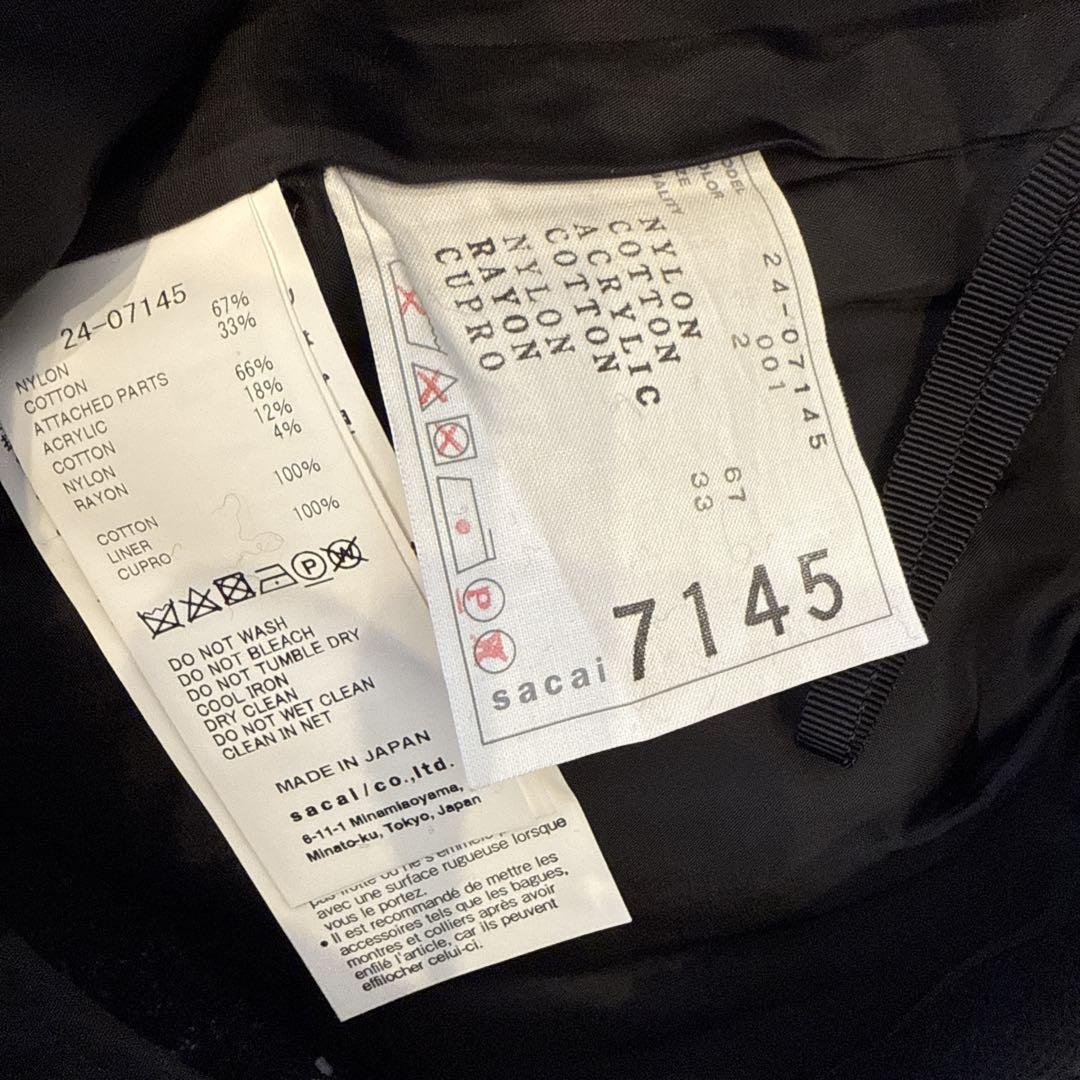 24-07145
NYLON 67%
COTTON 33%
ATTACHED PARTS
ACRYLIC 66%
COTTON 18%
NYLON 12%
RAYON 4%
COTTON 100%
LINER
CUPRO 100%
P W
DO NOT WASH
DO NOT BLEACH
DO NOT TUMBLE DRY
COOL IRON
DRY CLEAN
DO NOT WET CLEAN
CLEAN IN NET
MADE IN JAPAN
sacai/co.,ltd.
6-11-1 Minamiaoyama,
Minato-ku, Tokyo, Japan
avec une surface rugueuse lorsque
vous le portez.
• Il est recommandé de mettre les
accessoires tels que les bagues,
montres et colliers après avoir
enfilé l'article, car ils peuvent
effilocher celui-ci.
24-07145
001
2
NYLON 67
COTTON 33
ACRYLIC
COTTON
NYLON
RAYON
CUPRO
P
sacai 7145